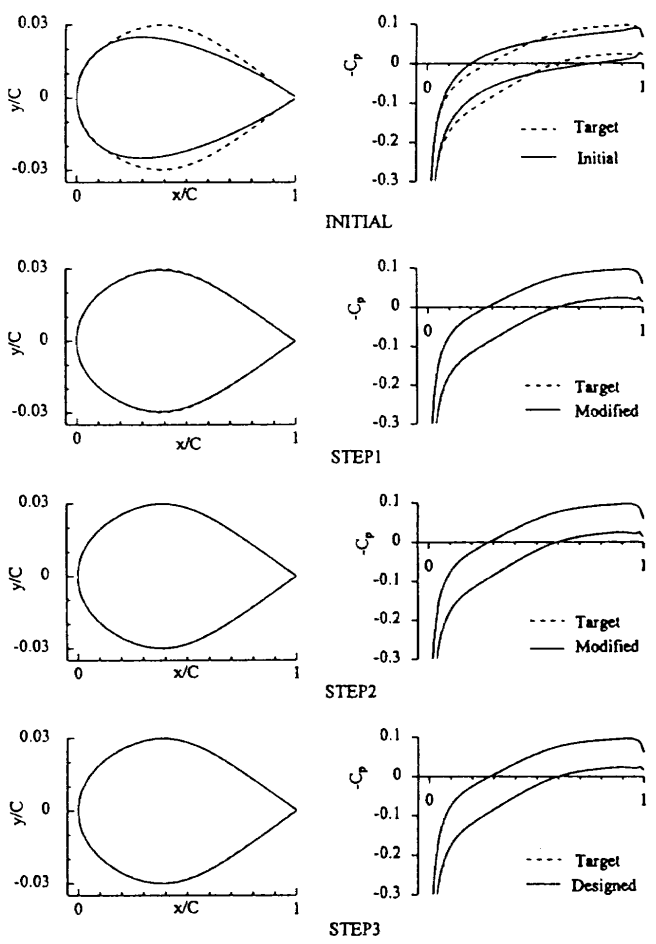 0.03
y/C
0
-0.03
0
x/C
1
0.1
-Cp
0
0
1
-0.1
-0.2
-0.3
Target
Initial
INITIAL
0.03
y/C
0
-0.03
0
x/C
1
0.1
-Cp
0
0
1
-0.1
-0.2
-0.3
Target
Modified
STEP1
0.03
y/C
0
-0.03
0
x/C
1
0.1
-Cp
0
0
1
-0.1
-0.2
-0.3
Target
Modified
STEP2
0.03
y/C
0
-0.03
0
x/C
1
0.1
-Cp
0
0
1
-0.1
-0.2
-0.3
Target
Designed
STEP3